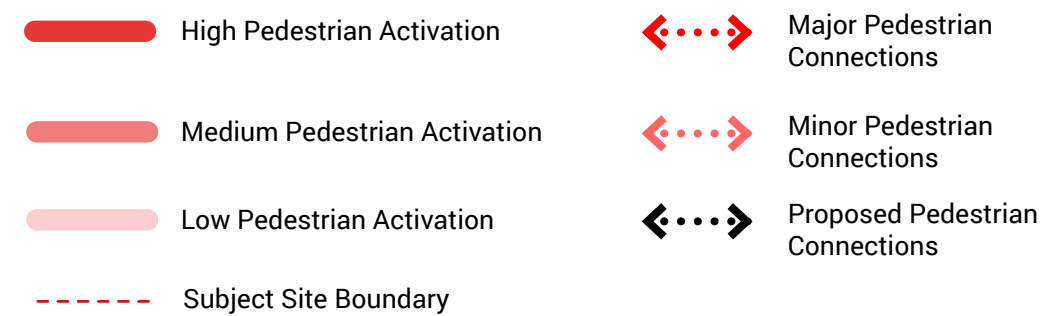 High Pedestrian Activation
Medium Pedestrian Activation
Low Pedestrian Activation
Subject Site Boundary
Major Pedestrian
Connections
Minor Pedestrian
Connections
Proposed Pedestrian
Connections